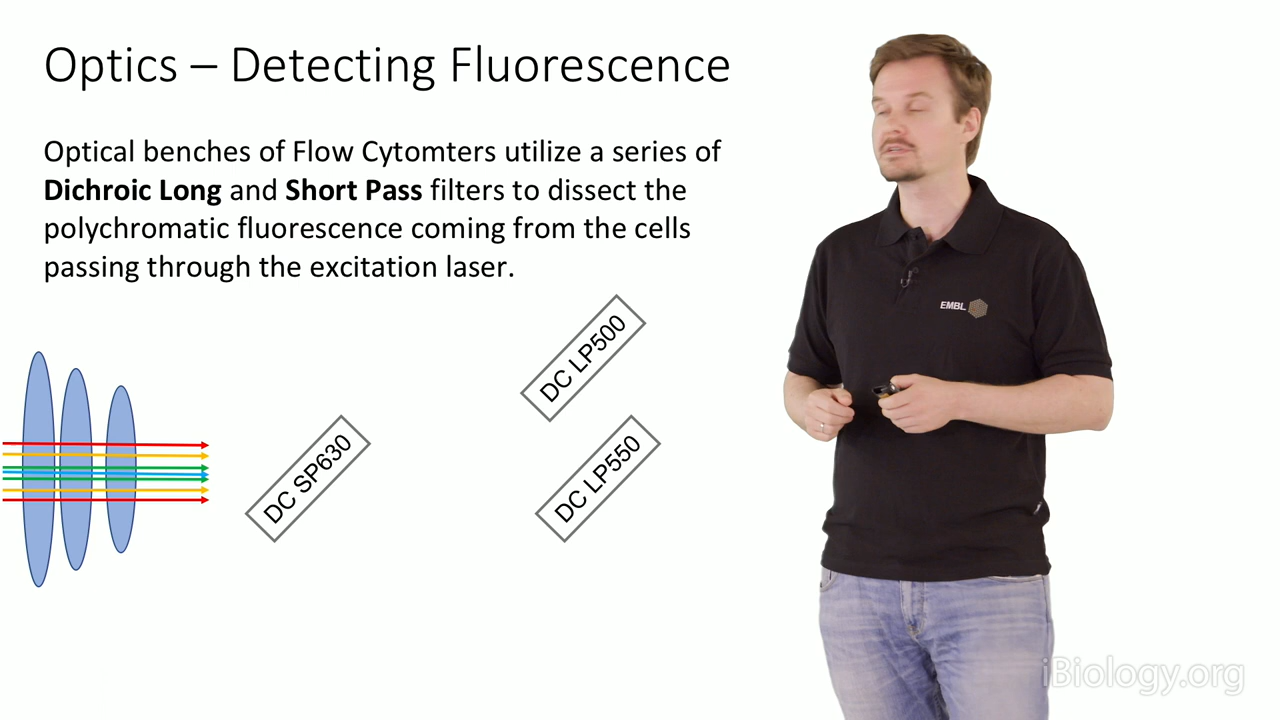 Optics – Detecting Fluorescence
Optical benches of Flow Cytomters utilize a series of
Dichroic Long and Short Pass filters to dissect the
polychromatic fluorescence coming from the cells
passing through the excitation laser.
DC LP500
DC SP630
DC LP550
EMBL
iBiology.org